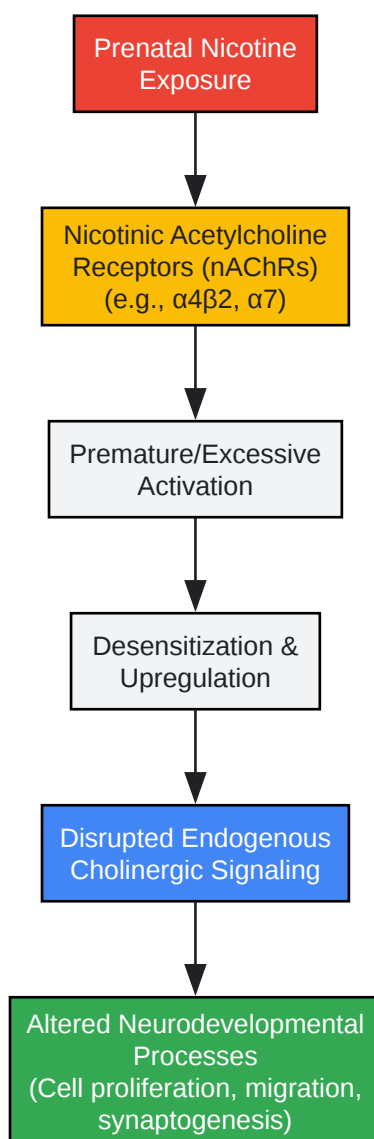 Prenatal Nicotine
Exposure
Nicotinic Acetylcholine
Receptors (nAChRs)
(e.g., α4β2, α7)
Premature/Excessive
Activation
Desensitization &
Upregulation
Disrupted Endogenous
Cholinergic Signaling
Altered Neurodevelopmental
Processes
(Cell proliferation, migration,
synaptogenesis)